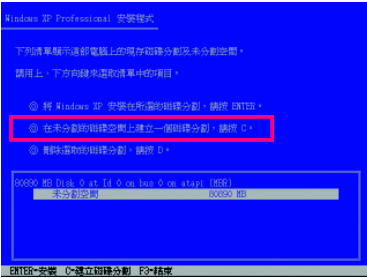 Windows XP Professional 安裝程式
下列清單顯示這部電腦上的現存磁碟分割及未分割空間。
請用上、下方向鍵來選取清單中的項目。
◎ 將 Windows XP 安裝在所選的磁碟分割，請按 ENTER。
◎ 在未分割的磁碟空間上建立一個磁碟分割，請按 C。
◎ 刪除選取的磁碟分割，請按 D。
80890 MB Disk 0 at Id 0 on bus 0 on atapi (MBR)
未分割空間 80890 MB
ENTER=安裝 C=建立磁碟分割 F3=結束